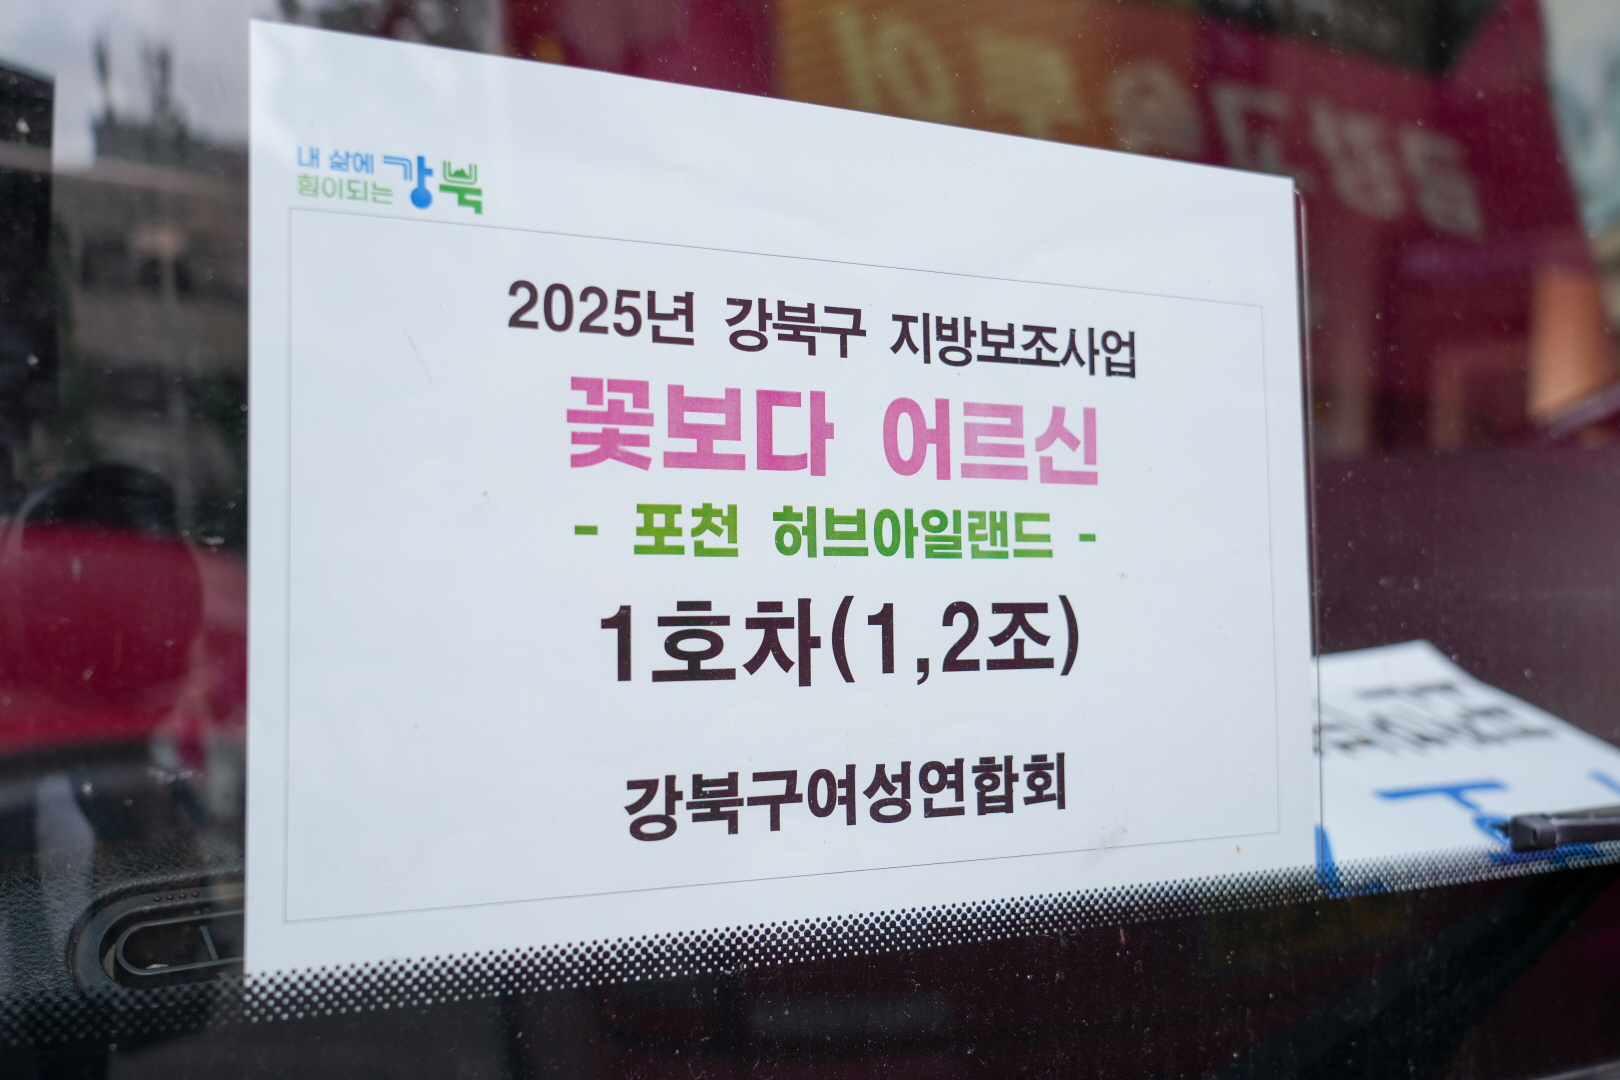 내 삶에
힘이되는 강북
2025년 강북구 지방보조사업
꽃보다 어르신
- 포천 허브아일랜드 -
1호차(1,2조)
강북구여성연합회